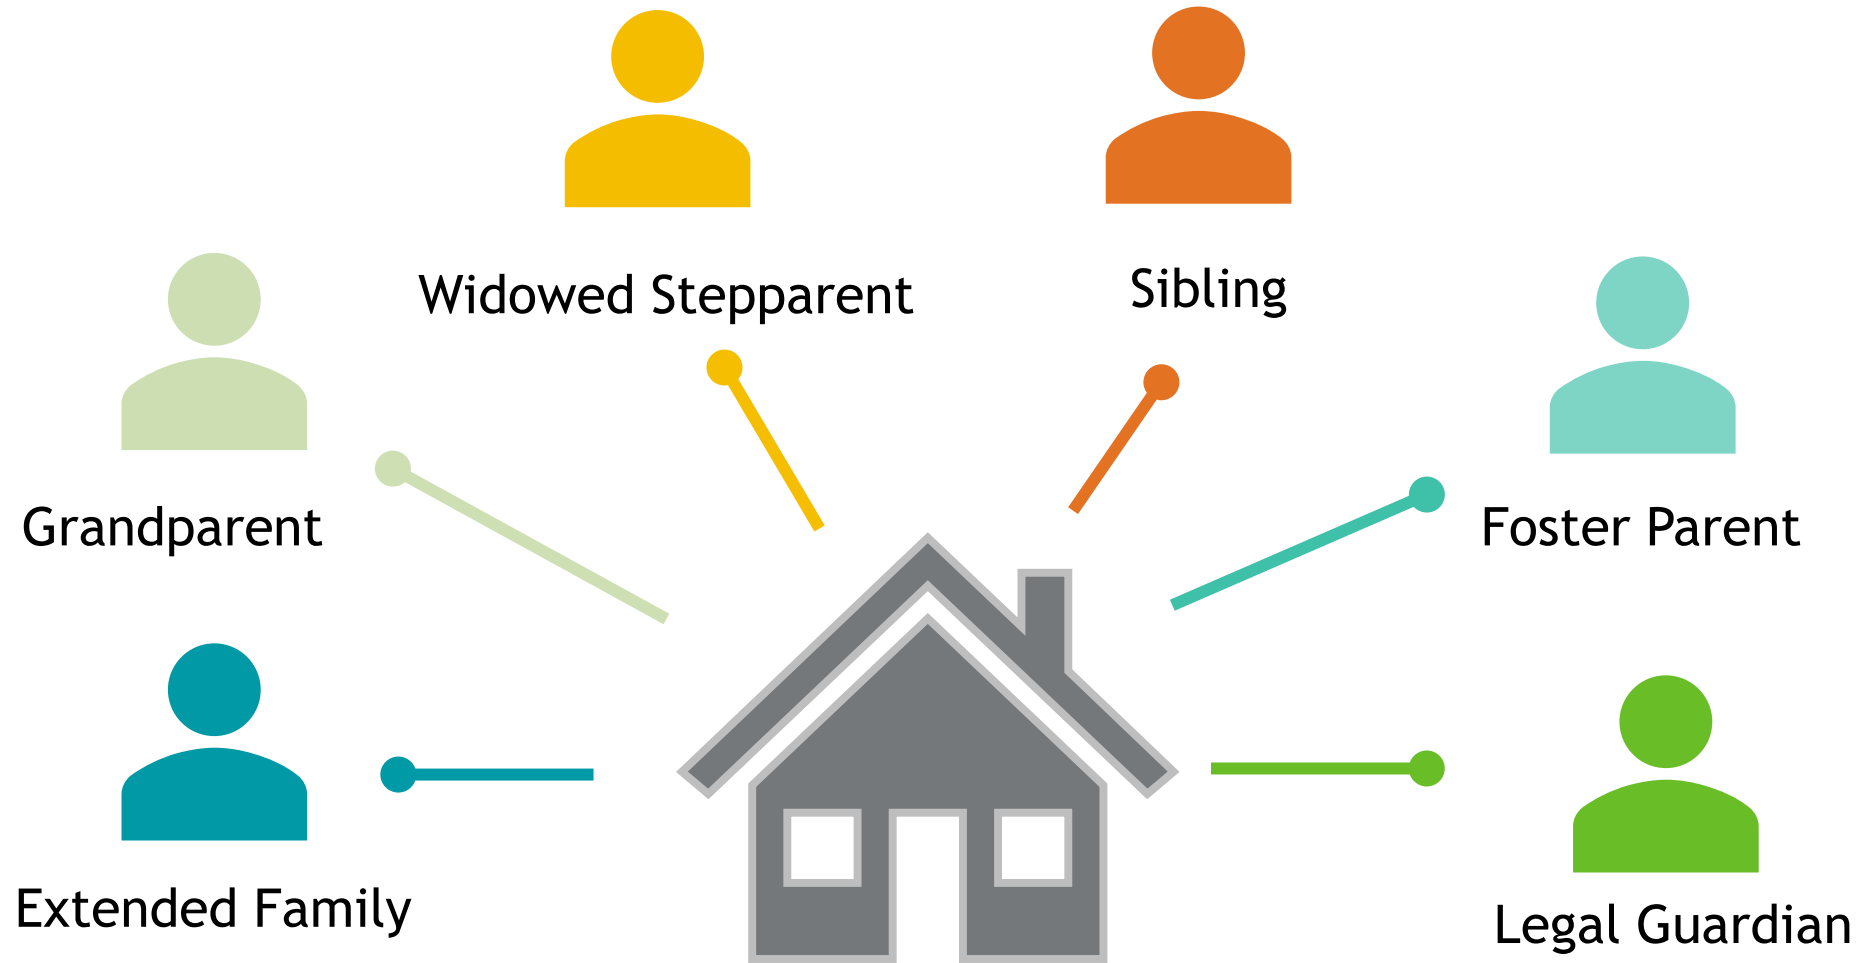 Widowed Stepparent
Sibling
Grandparent
Foster Parent
Extended Family
Legal Guardian